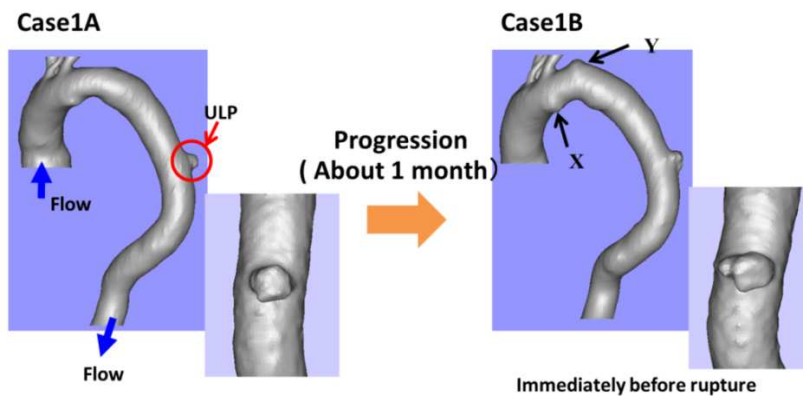 Case1A
ULP
Flow
Flow
Progression
( About 1 month)
Case1B
Y
X
Immediately before rupture